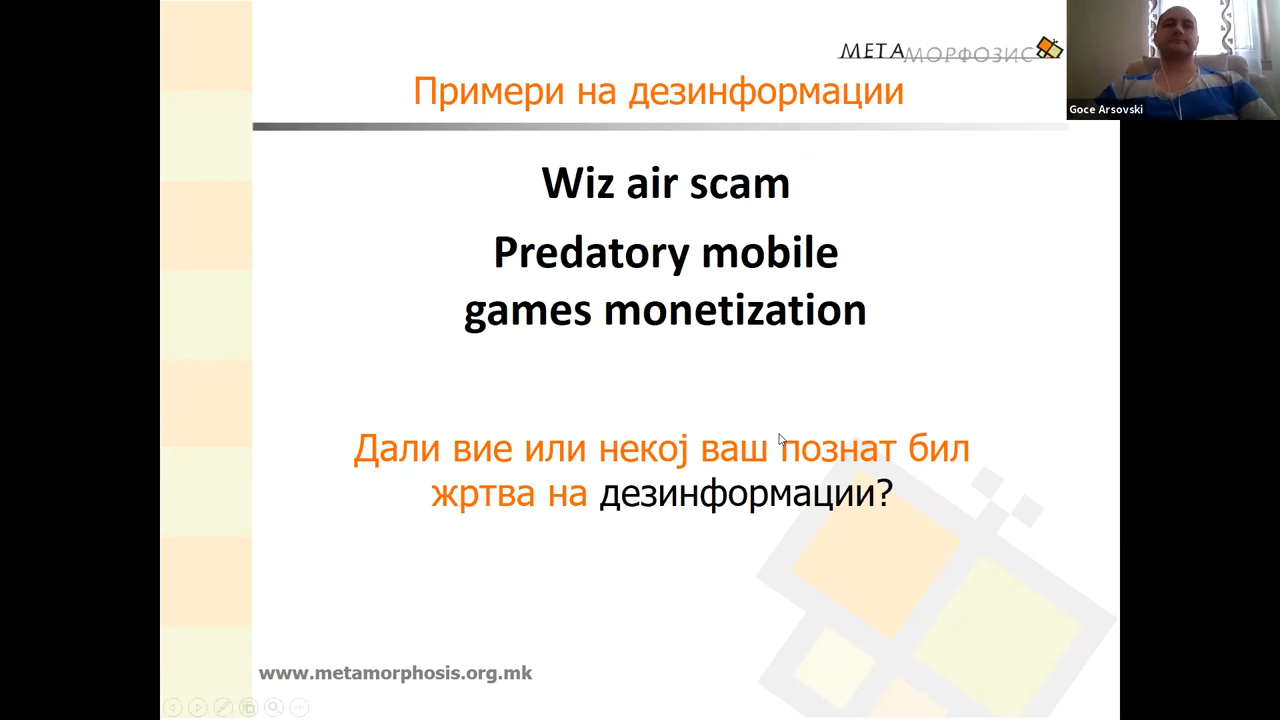 МЕТАМОРФОЗИС
Goce Arsovski
Примери на дезинформации
Wiz air scam
Predatory mobile
games monetization
Дали вие или некој ваш познат бил
жртва на дезинформации?
www.metamorphosis.org.mk